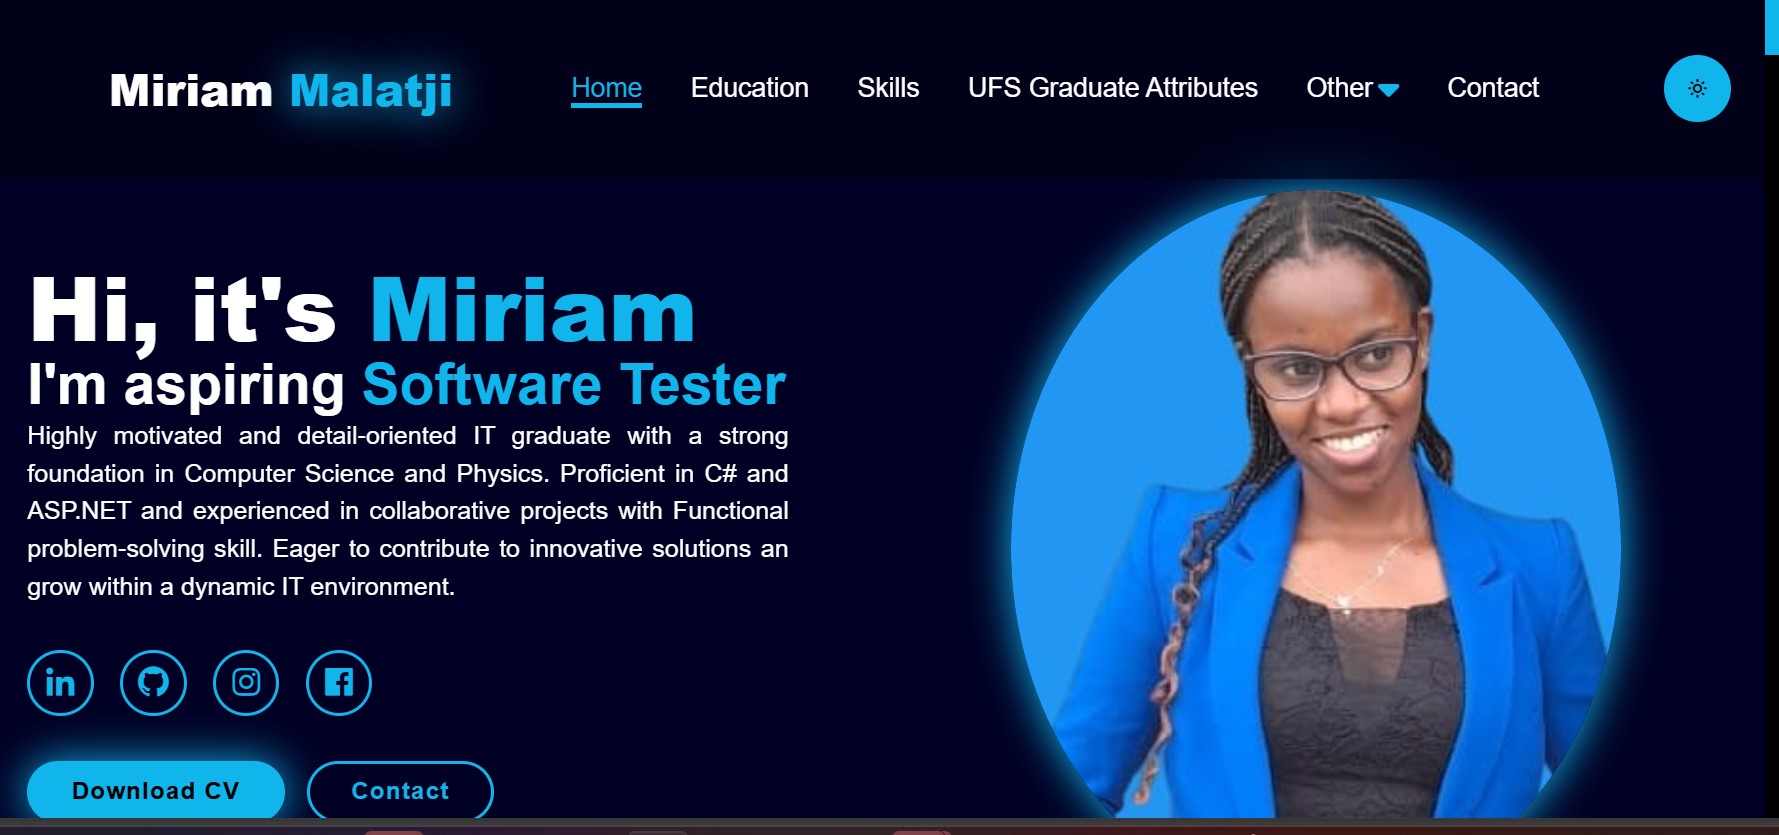 Miriam Malatji
Home Education Skills UFS Graduate Attributes Other Contact
Hi, it's Miriam
I'm aspiring Software Tester
Highly motivated and detail-oriented IT graduate with a strong
foundation in Computer Science and Physics. Proficient in C# and
ASP.NET and experienced in collaborative projects with Functional
problem-solving skill. Eager to contribute to innovative solutions an
grow within a dynamic IT environment.
in
Download CV Contact